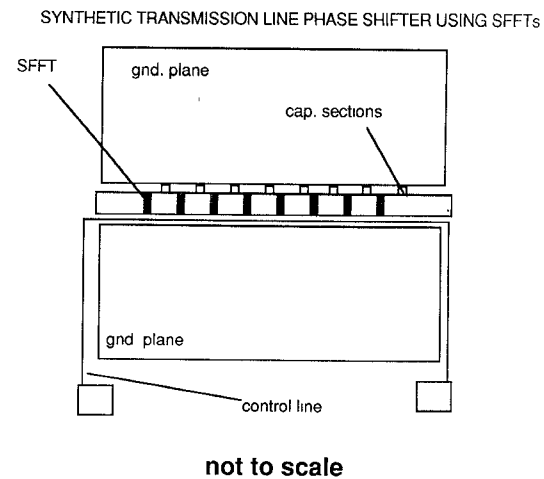 SYNTHETIC TRANSMISSION LINE PHASE SHIFTER USING SFFTs
SFFT
gnd. plane
cap. sections
gnd plane
control line
not to scale